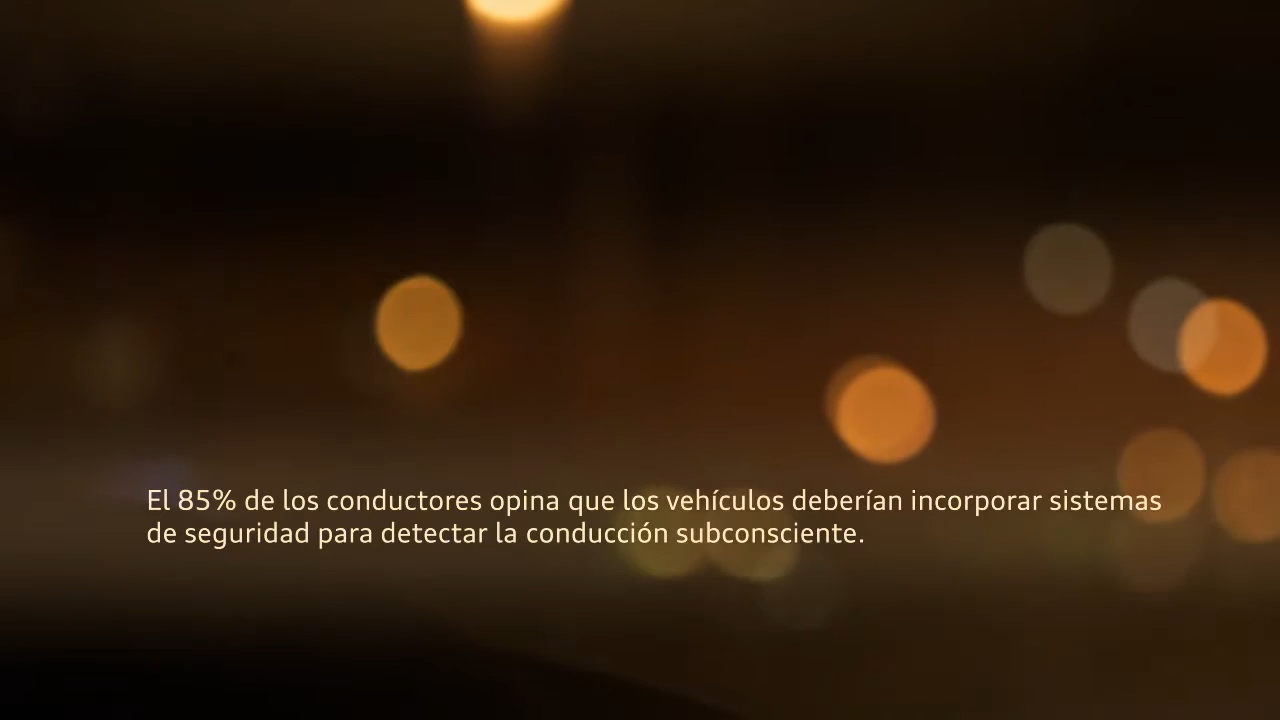 El 85% de los conductores opina que los vehículos deberían incorporar sistemas
de seguridad para detectar la conducción subconsciente.